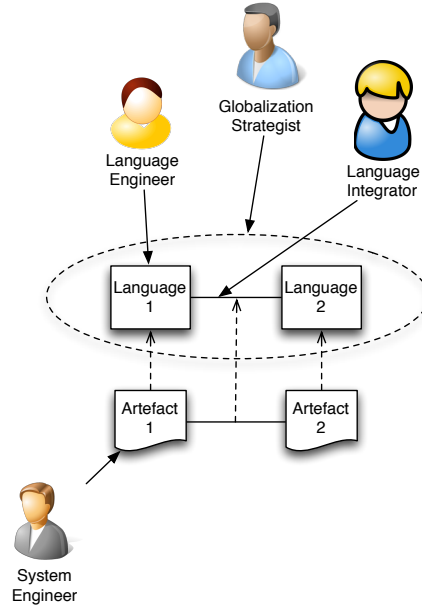 Globalization
Strategist
Language
Engineer
Language
Integrator
Language
1
Language
2
Artefact
1
Artefact
2
System
Engineer